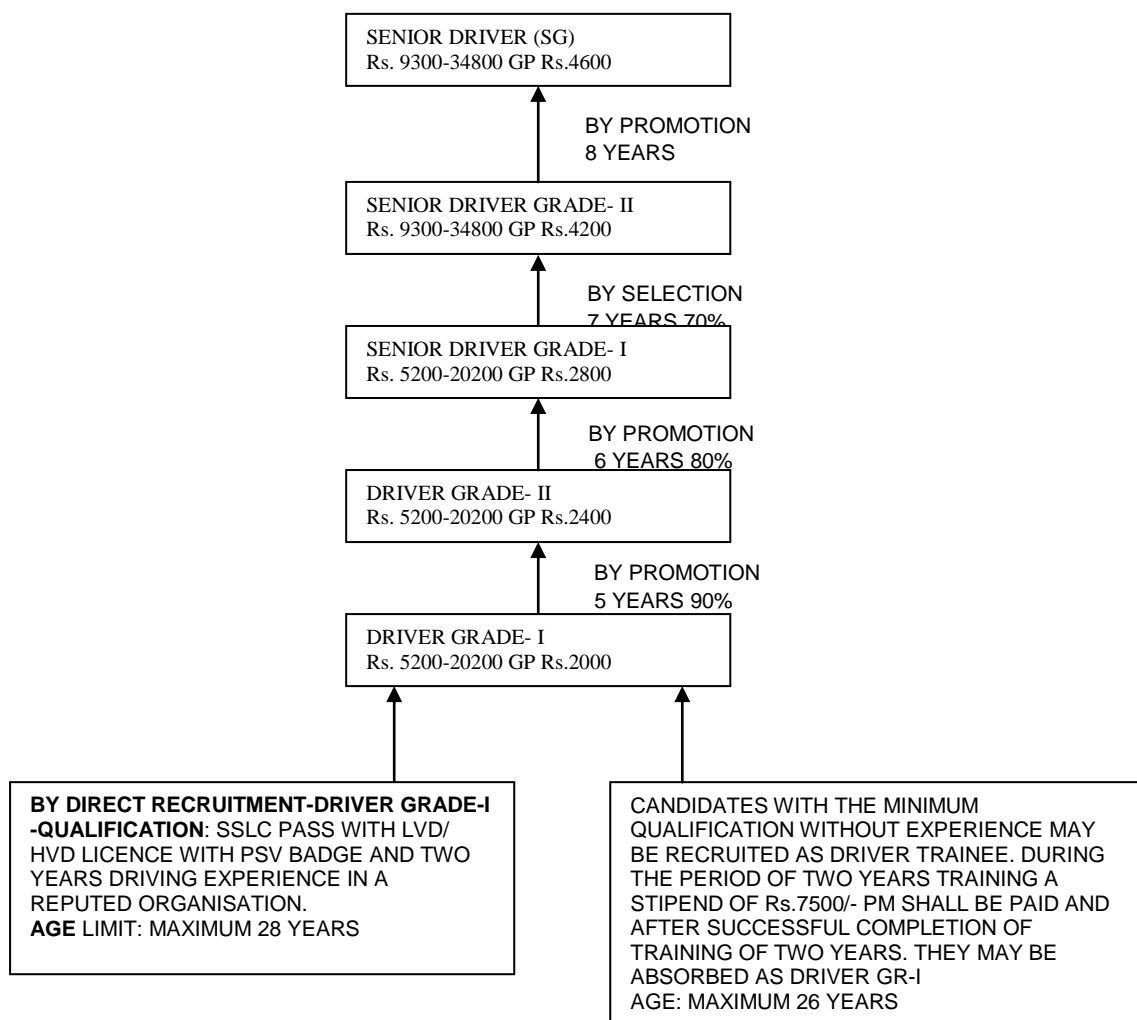 SENIOR DRIVER (SG)
Rs. 9300-34800 GP Rs.4600
BY PROMOTION
8 YEARS
SENIOR DRIVER GRADE- II
Rs. 9300-34800 GP Rs.4200
BY SELECTION
7 YEARS 70%
SENIOR DRIVER GRADE- I
Rs. 5200-20200 GP Rs.2800
BY PROMOTION
6 YEARS 80%
DRIVER GRADE- II
Rs. 5200-20200 GP Rs.2400
BY PROMOTION
5 YEARS 90%
DRIVER GRADE- I
Rs. 5200-20200 GP Rs.2000
BY DIRECT RECRUITMENT-DRIVER GRADE-I
-QUALIFICATION: SSLC PASS WITH LVD/
HVD LICENCE WITH PSV BADGE AND TWO
YEARS DRIVING EXPERIENCE IN A
REPUTED ORGANISATION.
AGE LIMIT: MAXIMUM 28 YEARS
CANDIDATES WITH THE MINIMUM
QUALIFICATION WITHOUT EXPERIENCE MAY
BE RECRUITED AS DRIVER TRAINEE. DURING
THE PERIOD OF TWO YEARS TRAINING A
STIPEND OF Rs.7500/- PM SHALL BE PAID AND
AFTER SUCCESSFUL COMPLETION OF
TRAINING OF TWO YEARS. THEY MAY BE
ABSORBED AS DRIVER GR-I
AGE: MAXIMUM 26 YEARS